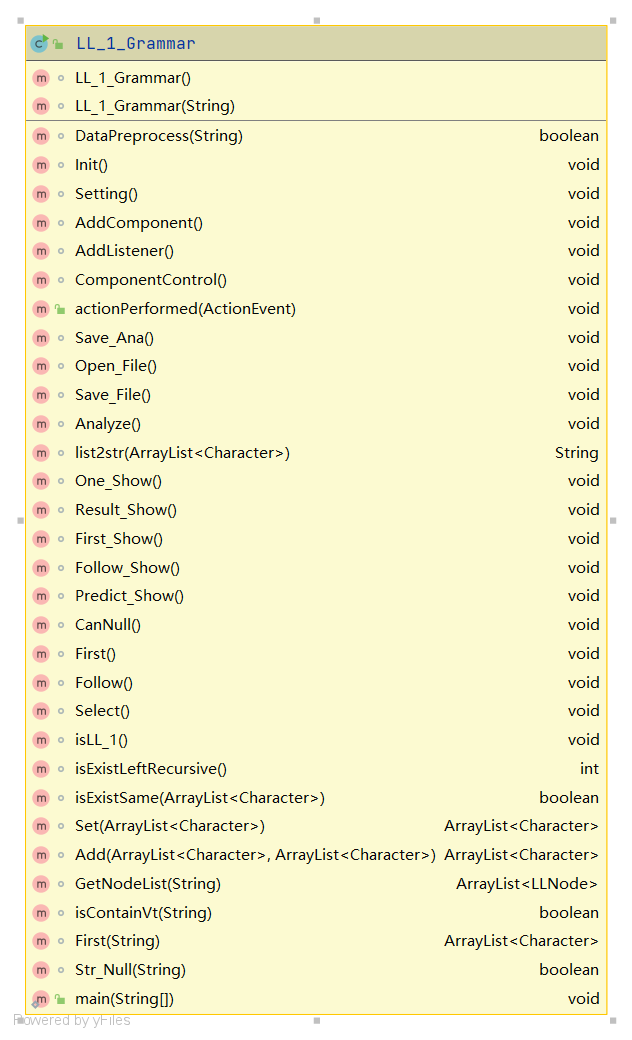 LL_1_Grammar
LL_1_Grammar()
LL_1_Grammar(String)
DataPreprocess(String) boolean
Init() void
Setting() void
AddComponent() void
AddListener() void
ComponentControl() void
actionPerformed(ActionEvent) void
Save_Ana() void
Open_File() void
Save_File() void
Analyze() void
list2str(ArrayList<Character>) String
One_Show() void
Result_Show() void
First_Show() void
Follow_Show() void
Predict_Show() void
CanNull() void
First() void
Follow() void
Select() void
isLL_1() void
isExistLeftRecursive() int
isExistSame(ArrayList<Character>) boolean
Set(ArrayList<Character>) ArrayList<Character>
Add(ArrayList<Character>, ArrayList<Character>) ArrayList<Character>
GetNodeList(String) ArrayList<LLNode>
isContainVt(String) boolean
First(String) ArrayList<Character>
Str_Null(String) boolean
main(String[]) void
Powered by yFiles